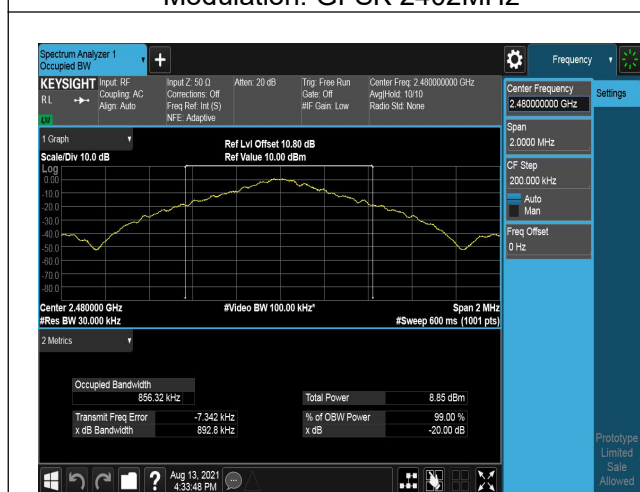 Modulation: GFSK 2402MHz
Spectrum Analyzer 1
Occupied BW
Frequency
KEYSIGHT
RL
LXI
Input: RF
Coupling: AC
Align: Auto
Input Z: 50 Ω
Corrections: Off
Freq Ref: Int (S)
NFE: Adaptive
Atten: 20 dB
Trig: Free Run
Gate: Off
#IF Gain: Low
Center Freq: 2.480000000 GHz
Avg|Hold: 10/10
Radio Std: None
Center Frequency
2.480000000 GHz
Settings
Span
2.0000 MHz
CF Step
200.000 kHz
Auto
Man
Freq Offset
0 Hz
1 Graph
Scale/Div 10.0 dB
Ref Lvl Offset 10.80 dB
Ref Value 10.00 dBm
Log
0.00
-10.0
-20.0
-30.0
-40.0
-50.0
-60.0
-70.0
-80.0
Center 2.480000 GHz
#Res BW 30.000 kHz
#Video BW 100.00 kHz*
Span 2 MHz
#Sweep 600 ms (1001 pts)
2 Metrics
Occupied Bandwidth
856.32 kHz
Total Power 8.85 dBm
Transmit Freq Error -7.342 kHz
% of OBW Power 99.00 %
x dB Bandwidth 892.8 kHz
x dB -20.00 dB
Prototype
Limited
Sale
Allowed
Aug 13, 2021
4:33:48 PM